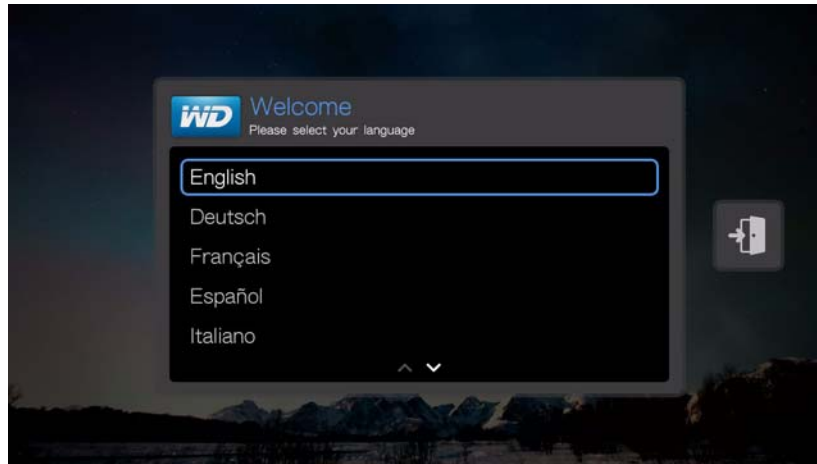 WD
Welcome
Please select your language
English
Deutsch
Français
Español
Italiano